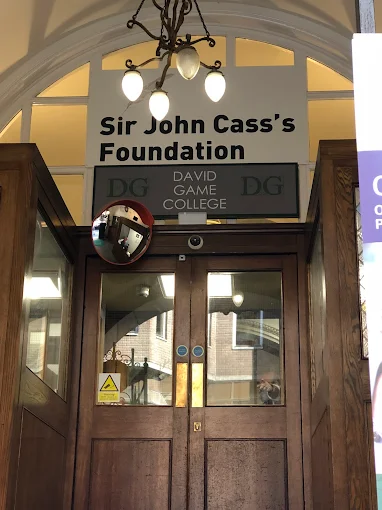 Sir John Cass's
Foundation
DG DAVID DG
GAME
COLLEGE